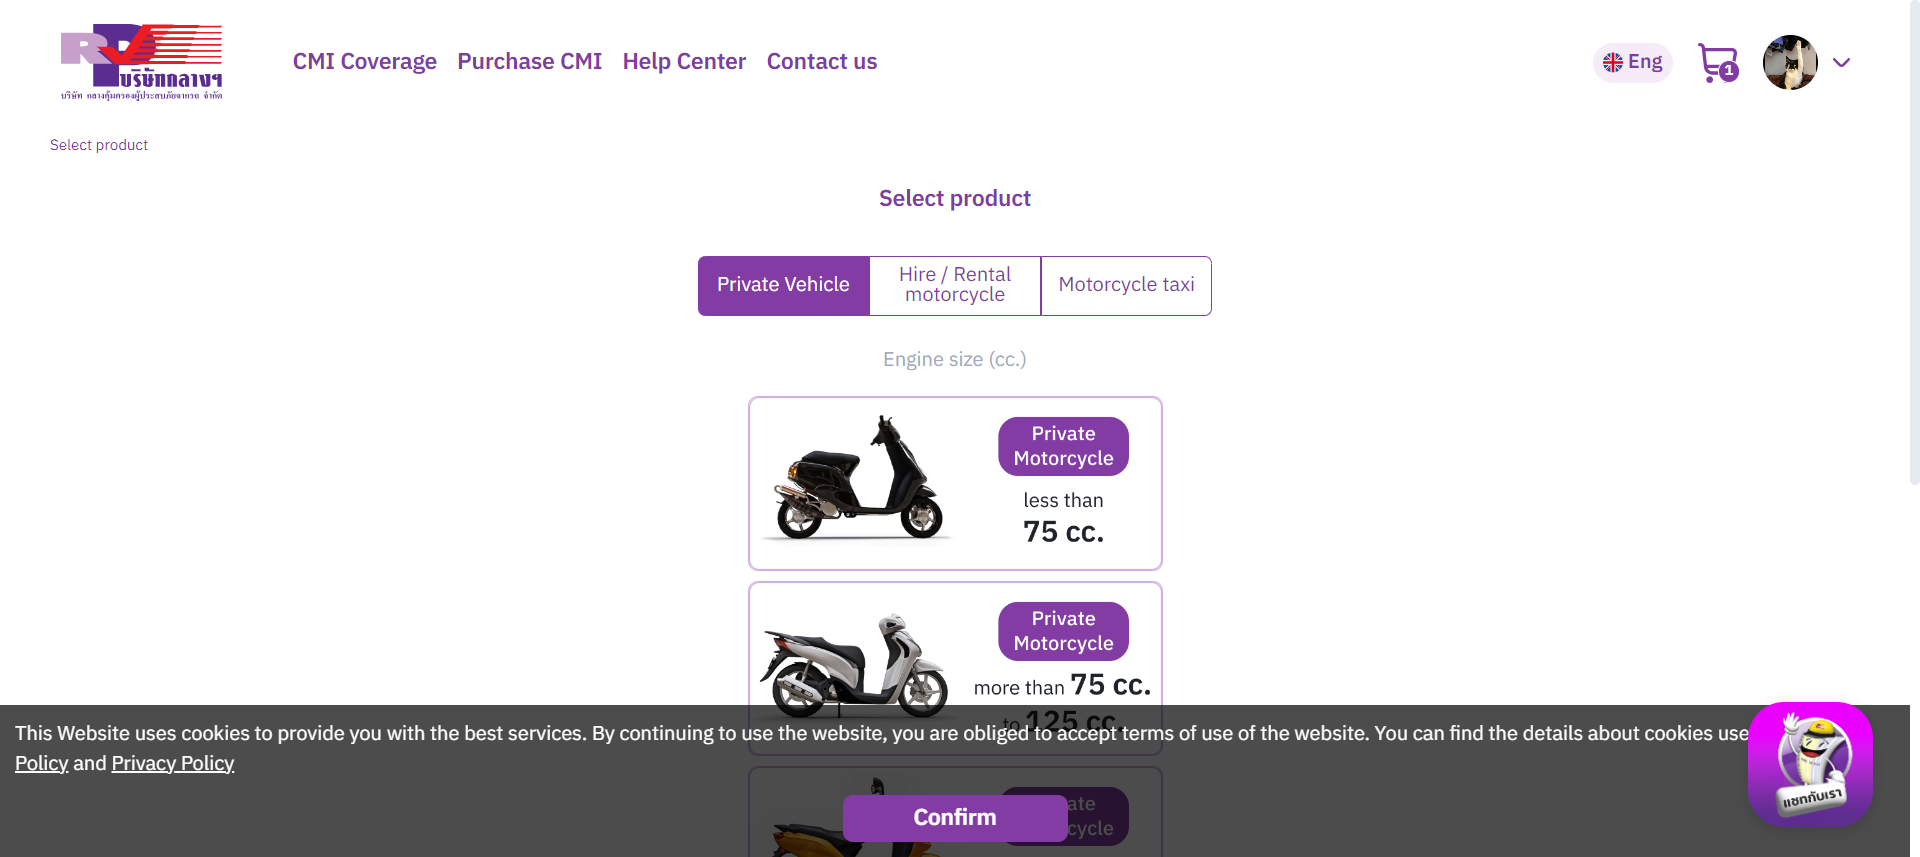 RP
บริษัทกลางฯ
บริษัท กลางคุ้มครองผู้ประสบภัยจากรถ จำกัด
CMI Coverage Purchase CMI Help Center Contact us
Eng
1
Select product
Select product
Private Vehicle
Hire / Rental
motorcycle
Motorcycle taxi
Engine size (cc.)
Private
Motorcycle
less than
75 cc.
Private
Motorcycle
more than 75 cc.
to 125 cc.
This Website uses cookies to provide you with the best services. By continuing to use the website, you are obliged to accept terms of use of the website. You can find the details about cookies use
Policy and Privacy Policy
Confirm
แชทกับเรา